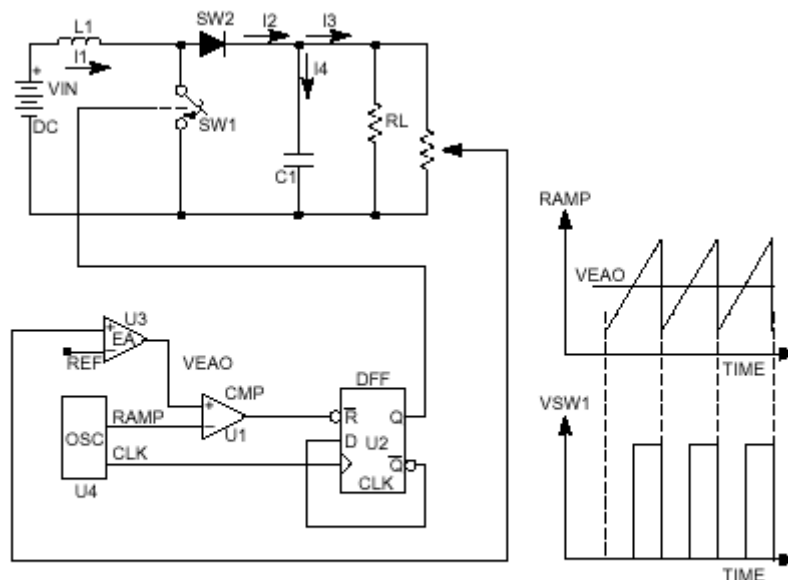 L1
SW2
I2
I3
I1
I4
+
VIN
DC
SW1
RL
C1
RAMP
VEAO
TIME
+
U3
EA
-
REF
VEAO
CMP
+
-
U1
DFF
R
Q
D
U2
Q
CLK
OSC
RAMP
CLK
U4
VSW1
TIME